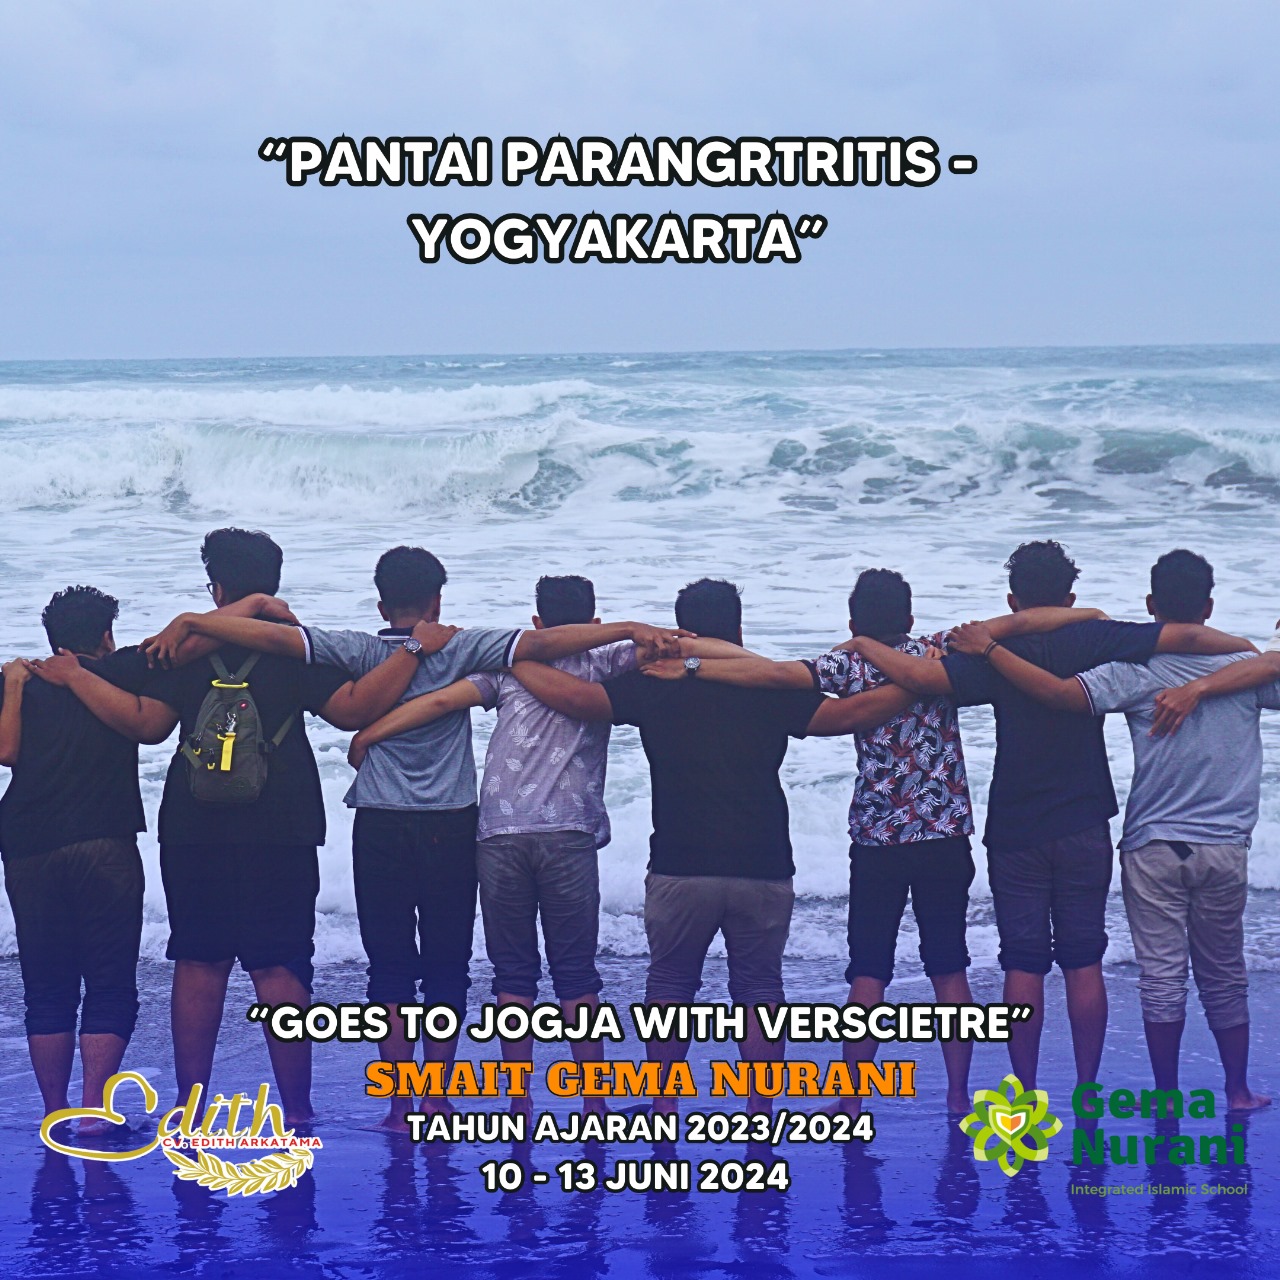 “PANTAI PARANGRTRITIS -
YOGYAKARTA”
“GOES TO JOGJA WITH VERSCIETRE”
SMAIT GEMA NURANI
TAHUN AJARAN 2023/2024
10 - 13 JUNI 2024
Edith
CV. EDITH ARKATAMA
Gema
Nurani
Integrated Islamic School